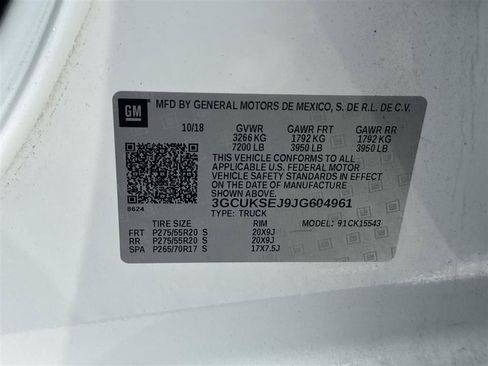 GM
MFD BY GENERAL MOTORS DE MEXICO, S. DE R.L. DE C.V.
10/18 GVWR GAWR FRT GAWR RR
3266 KG 1792 KG 1792 KG
7200 LB 3950 LB 3950 LB
THIS VEHICLE CONFORMS TO ALL
APPLICABLE U.S. FEDERAL MOTOR
VEHICLE SAFETY STANDARDS IN
EFFECT ON THE DATE OF MANUFACTURE
SHOWN ABOVE.
8624 3GCUKSEJ9JG604961
TYPE: TRUCK MODEL: 91CK15543
TIRE SIZE RIM
FRT P275/55R20 S 20X9J
RR P275/55R20 S 20X9J
SPA P265/70R17 S 17X7.5J